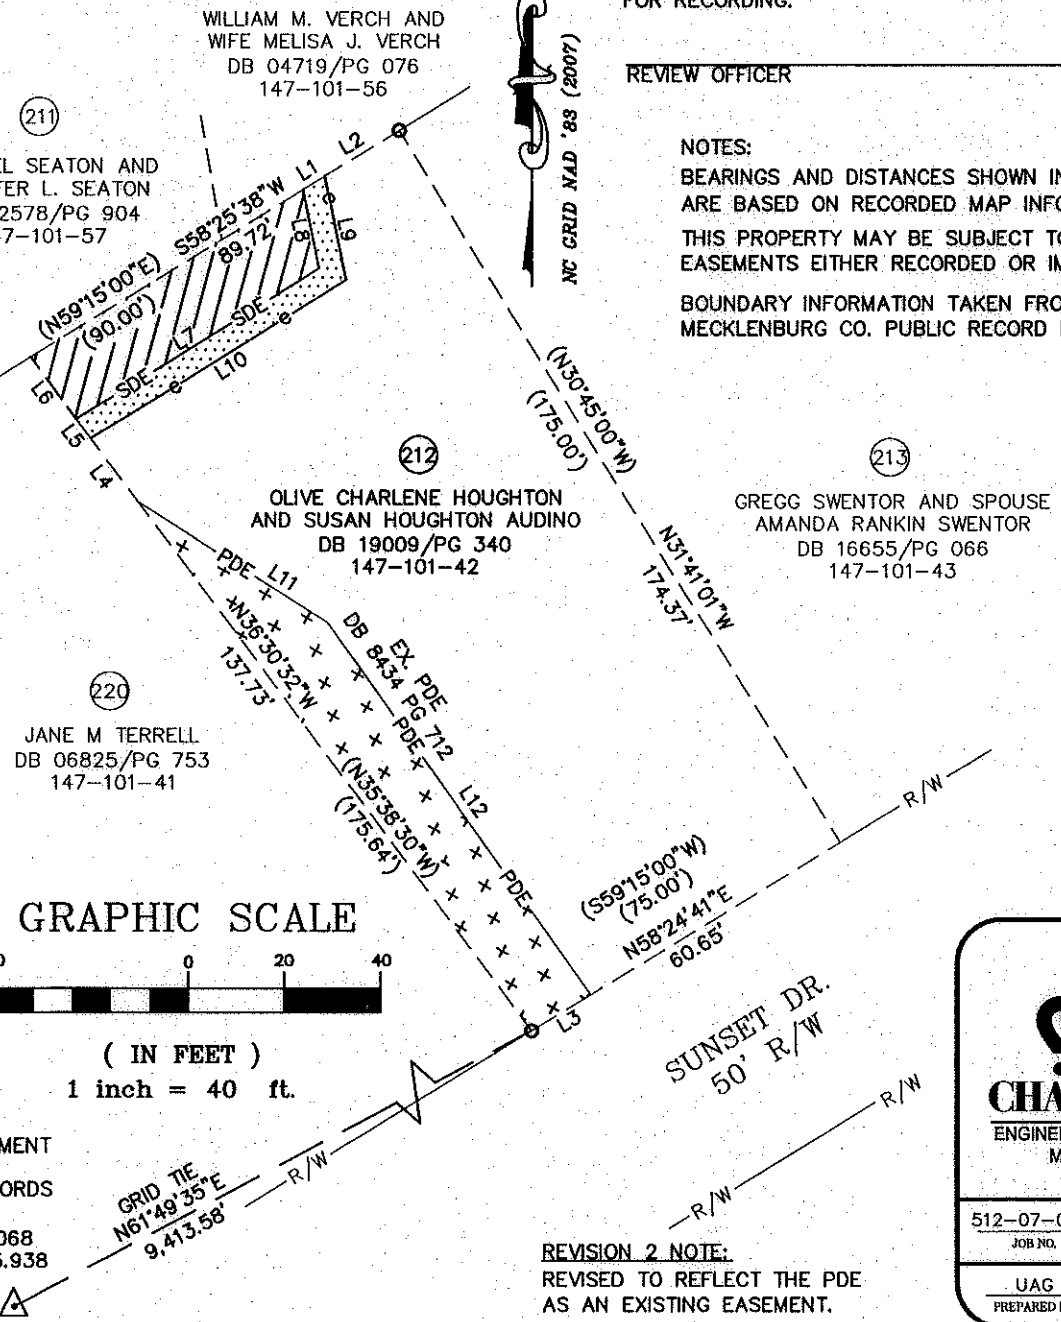 WILLIAM M. VERCH AND
WIFE MELISA J. VERCH
DB 04719/PG 076
147-101-56
FOR RECORDING.
REVIEW OFFICER
NC GRID NAD '83 (2007)
211
EL SEATON AND
FER L. SEATON
2578/PG 904
47-101-57
NOTES:
BEARINGS AND DISTANCES SHOWN IN
ARE BASED ON RECORDED MAP INFO
THIS PROPERTY MAY BE SUBJECT TO
EASEMENTS EITHER RECORDED OR IM
BOUNDARY INFORMATION TAKEN FRO
MECKLENBURG CO. PUBLIC RECORD
L2
L1
(N59°15'00"E) S58°25'38"W
(90.00') 89.72'
L8
L9
SDE
L7
SDE
e
e
e
L10
L6
L5
L4
(N30°45'00"W)
(175.00')
N31°41'01"W
174.37'
212
OLIVE CHARLENE HOUGHTON
AND SUSAN HOUGHTON AUDINO
DB 19009/PG 340
147-101-42
213
GREGG SWENTOR AND SPOUSE
AMANDA RANKIN SWENTOR
DB 16655/PG 066
147-101-43
PDE L11
EX. PDE
DB 8434 PG 712
PDE
L12
PDE
N36°30'32"W
137.73'
(N35°38'30"W)
(175.64')
220
JANE M TERRELL
DB 06825/PG 753
147-101-41
(S59°15'00"W)
(75.00')
N58°24'41"E
60.65'
R/W
L3
SUNSET DR.
50' R/W
R/W
R/W
GRAPHIC SCALE
0 0 20 40
( IN FEET )
1 inch = 40 ft.
MENT
ORDS
068
5.938
GRID TIE
N61°49'35"E
9,413.58'
R/W
REVISION 2 NOTE:
REVISED TO REFLECT THE PDE
AS AN EXISTING EASEMENT.
CHA
ENGINE
M
512-07-0
JOB NO.
UAG
PREPARED